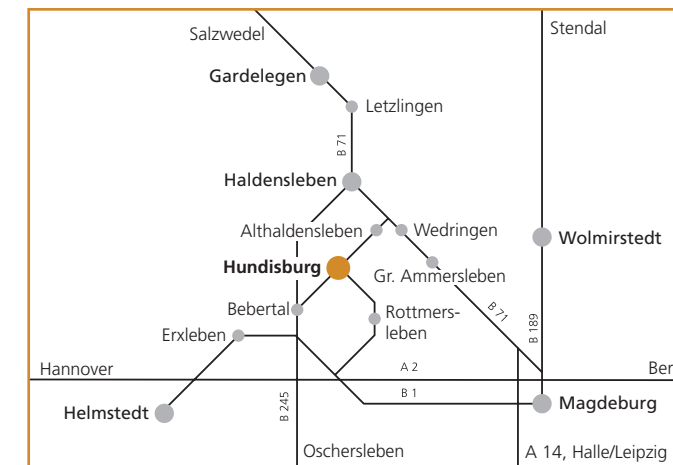 Salzwedel
Stendal
Gardelegen
Letzlingen
B 71
Haldensleben
Althaldensleben
Wedringen
Wolmirstedt
Hundisburg
Gr. Ammersleben
Bebertal
Rottmers-
leben
B 71
B 189
Erxleben
Hannover
A 2
Ber
B 1
Helmstedt
B 245
Magdeburg
Oschersleben
A 14, Halle/Leipzig